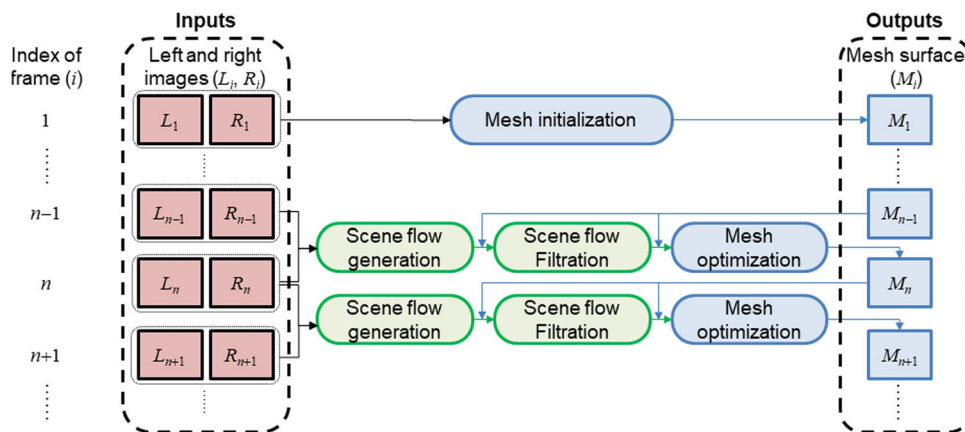 Inputs
Outputs
Index of
frame (i)
Left and right
images (Lᵢ, Rᵢ)
Mesh surface
(Mᵢ)
1
L₁
R₁
Mesh initialization
M₁
n−1
Lₙ₋₁
Rₙ₋₁
Mₙ₋₁
Scene flow
generation
Scene flow
Filtration
Mesh
optimization
n
Lₙ
Rₙ
Mₙ
Scene flow
generation
Scene flow
Filtration
Mesh
optimization
n+1
Lₙ₊₁
Rₙ₊₁
Mₙ₊₁